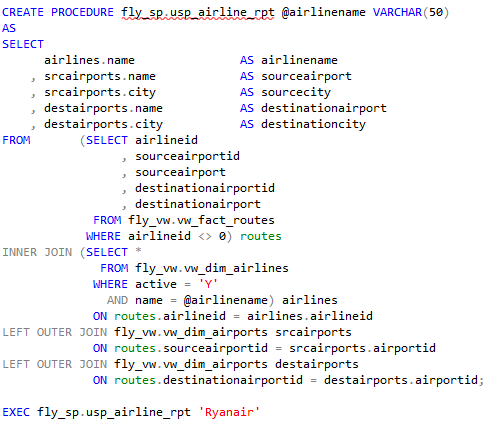 CREATE PROCEDURE fly_sp.usp_airline_rpt @airlinename VARCHAR(50)
AS
SELECT
      airlines.name               AS airlinename
    , srcairports.name            AS sourceairport
    , srcairports.city            AS sourcecity
    , destairports.name           AS destinationairport
    , destairports.city           AS destinationcity
FROM       (SELECT airlineid
                 , sourceairportid
                 , sourceairport
                 , destinationairportid
                 , destinationairport
             FROM fly_vw.vw_fact_routes
            WHERE airlineid <> 0) routes
INNER JOIN (SELECT *
              FROM fly_vw.vw_dim_airlines
             WHERE active = 'Y'
               AND name = @airlinename) airlines
             ON routes.airlineid = airlines.airlineid
LEFT OUTER JOIN fly_vw.vw_dim_airports srcairports
             ON routes.sourceairportid = srcairports.airportid
LEFT OUTER JOIN fly_vw.vw_dim_airports destairports
             ON routes.destinationairportid = destairports.airportid;

EXEC fly_sp.usp_airline_rpt 'Ryanair'